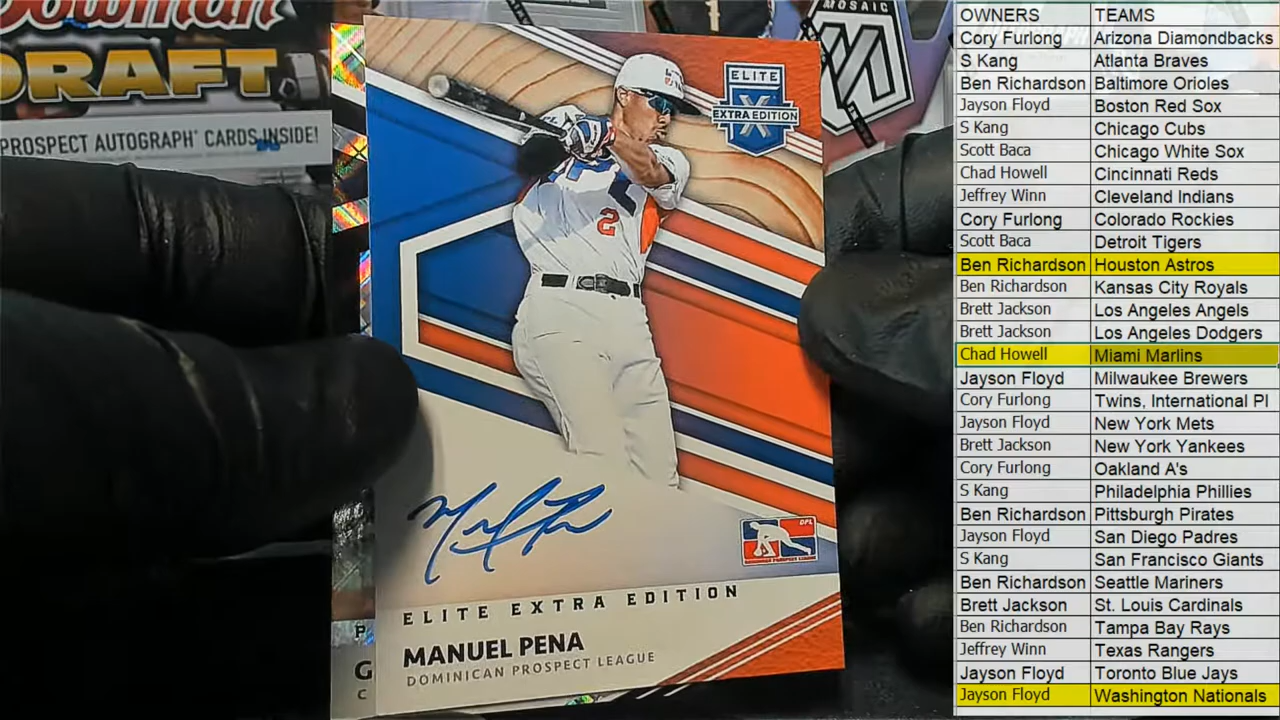 Bowman
DRAFT
PROSPECT AUTOGRAPH CARDS INSIDE!
MOSAIC
ELITE
X
EXTRA EDITION
2
DPL
ELITE EXTRA EDITION
MANUEL PENA
DOMINICAN PROSPECT LEAGUE
P
G
C
OWNERS TEAMS
Cory Furlong Arizona Diamondbacks
S Kang Atlanta Braves
Ben Richardson Baltimore Orioles
Jayson Floyd Boston Red Sox
S Kang Chicago Cubs
Scott Baca Chicago White Sox
Chad Howell Cincinnati Reds
Jeffrey Winn Cleveland Indians
Cory Furlong Colorado Rockies
Scott Baca Detroit Tigers
Ben Richardson Houston Astros
Ben Richardson Kansas City Royals
Brett Jackson Los Angeles Angels
Brett Jackson Los Angeles Dodgers
Chad Howell Miami Marlins
Jayson Floyd Milwaukee Brewers
Cory Furlong Twins, International Pl
Jayson Floyd New York Mets
Brett Jackson New York Yankees
Cory Furlong Oakland A's
S Kang Philadelphia Phillies
Ben Richardson Pittsburgh Pirates
Jayson Floyd San Diego Padres
S Kang San Francisco Giants
Ben Richardson Seattle Mariners
Brett Jackson St. Louis Cardinals
Ben Richardson Tampa Bay Rays
Jeffrey Winn Texas Rangers
Jayson Floyd Toronto Blue Jays
Jayson Floyd Washington Nationals